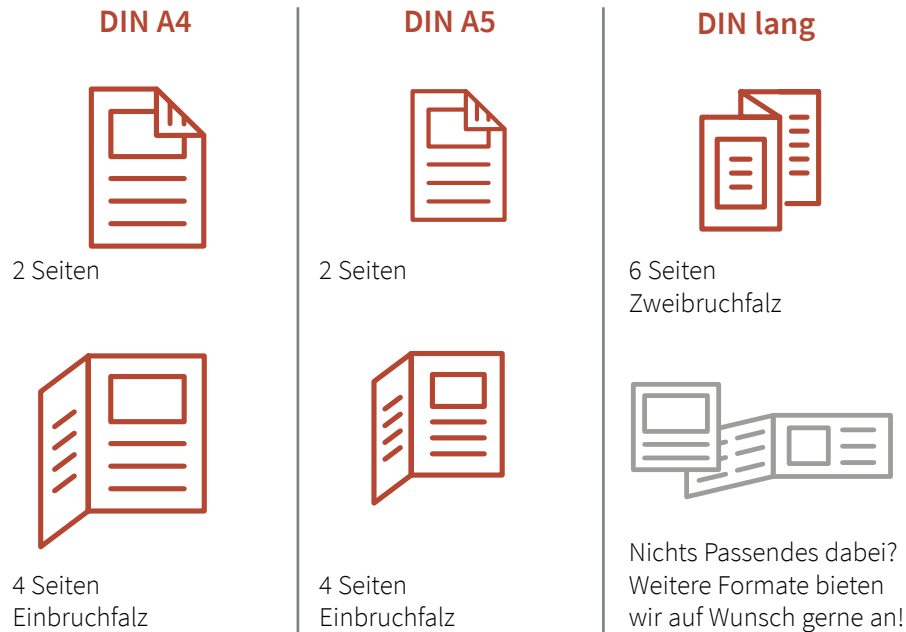 DIN A4
2 Seiten
4 Seiten
Einbruchfalz
DIN A5
2 Seiten
4 Seiten
Einbruchfalz
DIN lang
6 Seiten
Zweibruchfalz
Nichts Passendes dabei?
Weitere Formate bieten
wir auf Wunsch gerne an!